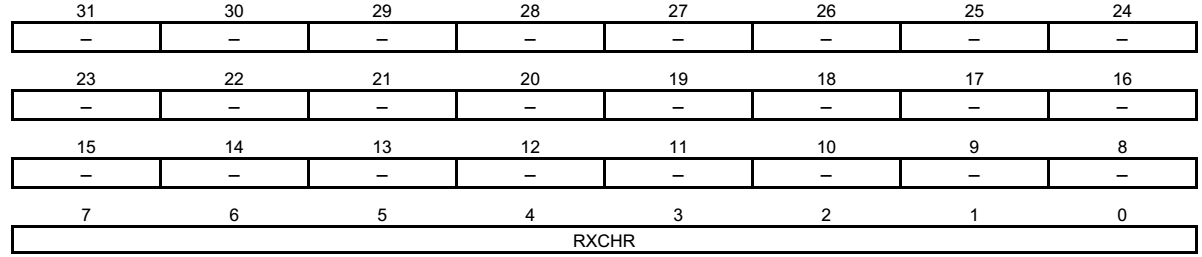 31 30 29 28 27 26 25 24
– – – – – – – –
23 22 21 20 19 18 17 16
– – – – – – – –
15 14 13 12 11 10 9 8
– – – – – – – –
7 6 5 4 3 2 1 0
RXCHR